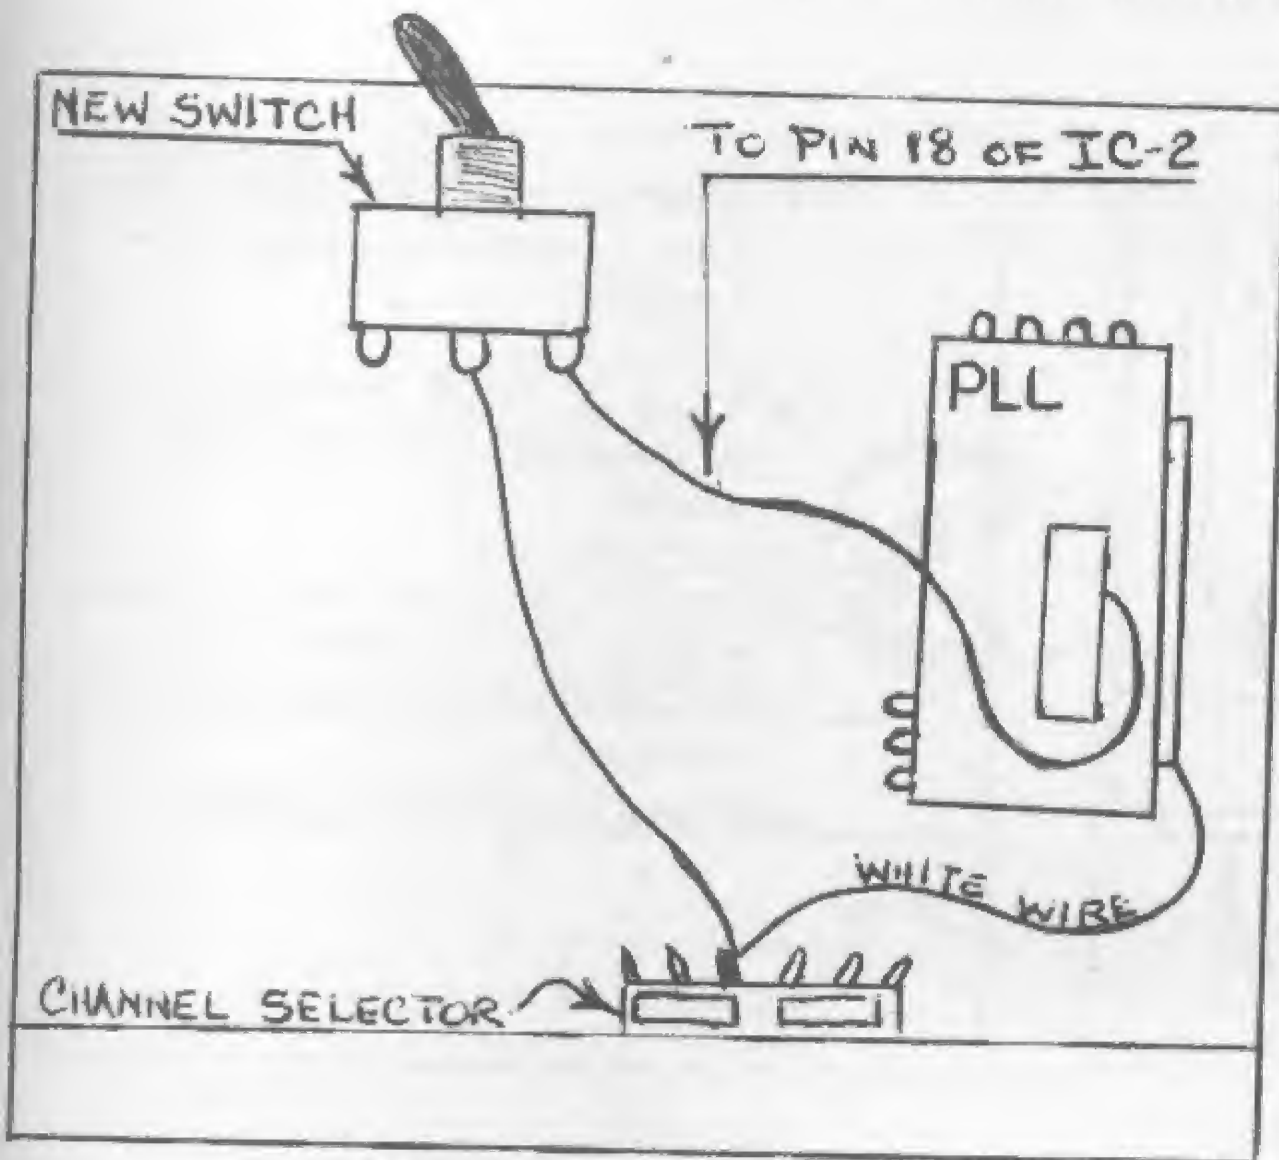 NEW SWITCH
TO PIN 18 OF IC-2
PLL
WHITE WIRE
CHANNEL SELECTOR